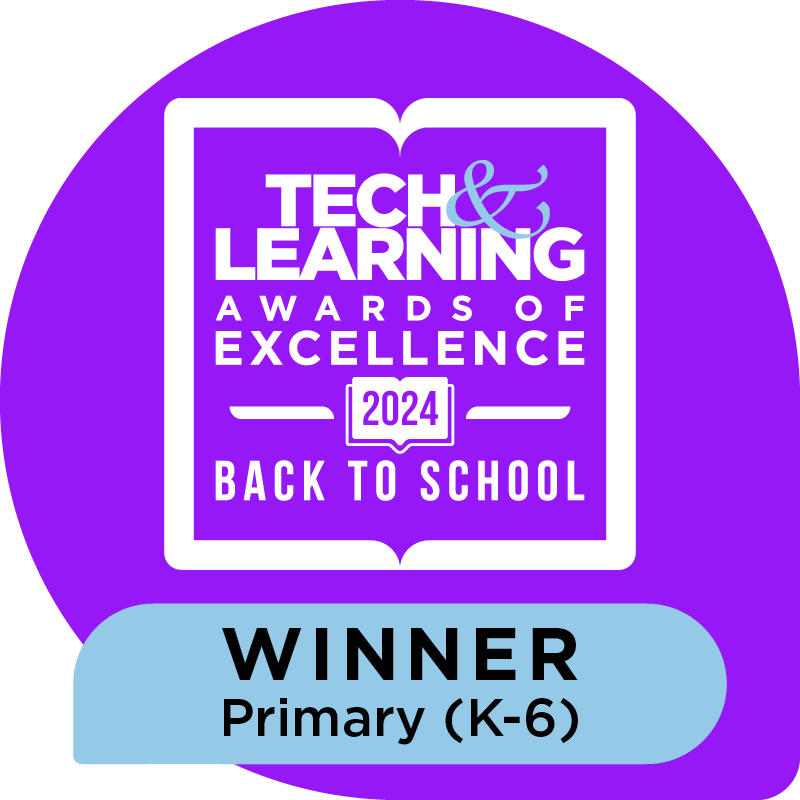 TECH&
LEARNING
AWARDS OF
EXCELLENCE
2024
BACK TO SCHOOL
WINNER
Primary (K-6)